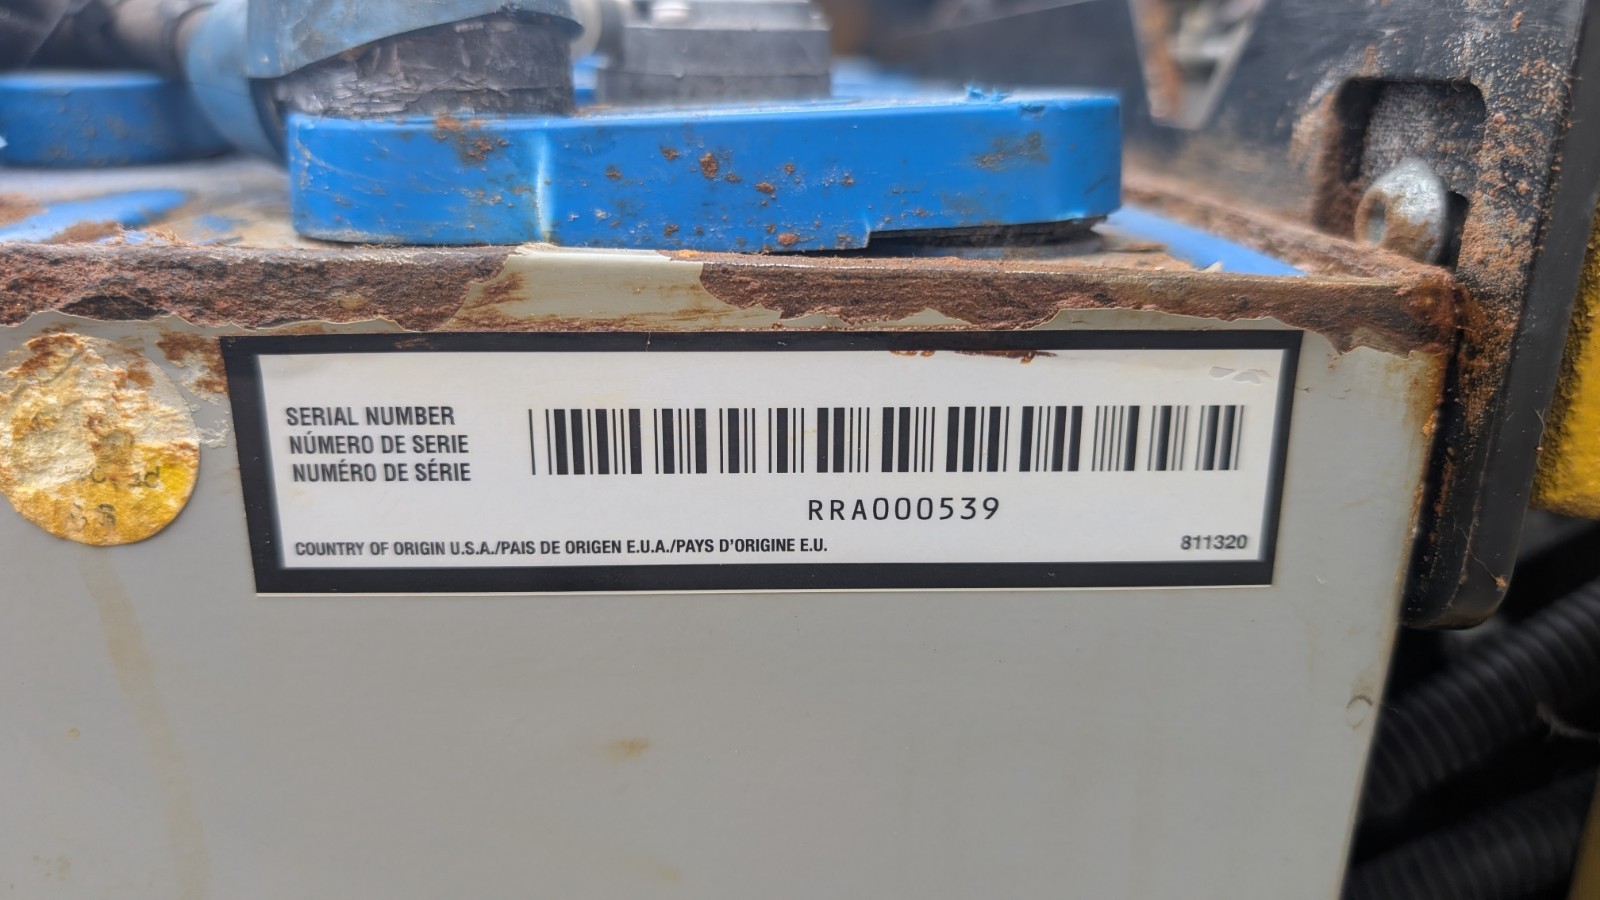 SERIAL NUMBER
NÚMERO DE SERIE
NUMÉRO DE SÉRIE
RRA000539
COUNTRY OF ORIGIN U.S.A./PAIS DE ORIGEN E.U.A./PAYS D'ORIGINE E.U.
811320